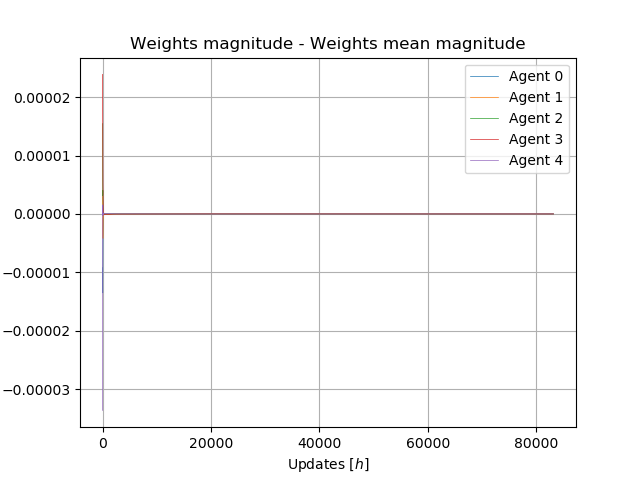 Weights magnitude - Weights mean magnitude
0.00002
0.00001
0.00000
−0.00001
−0.00002
−0.00003
Agent 0
Agent 1
Agent 2
Agent 3
Agent 4
0 20000 40000 60000 80000
Updates [h]